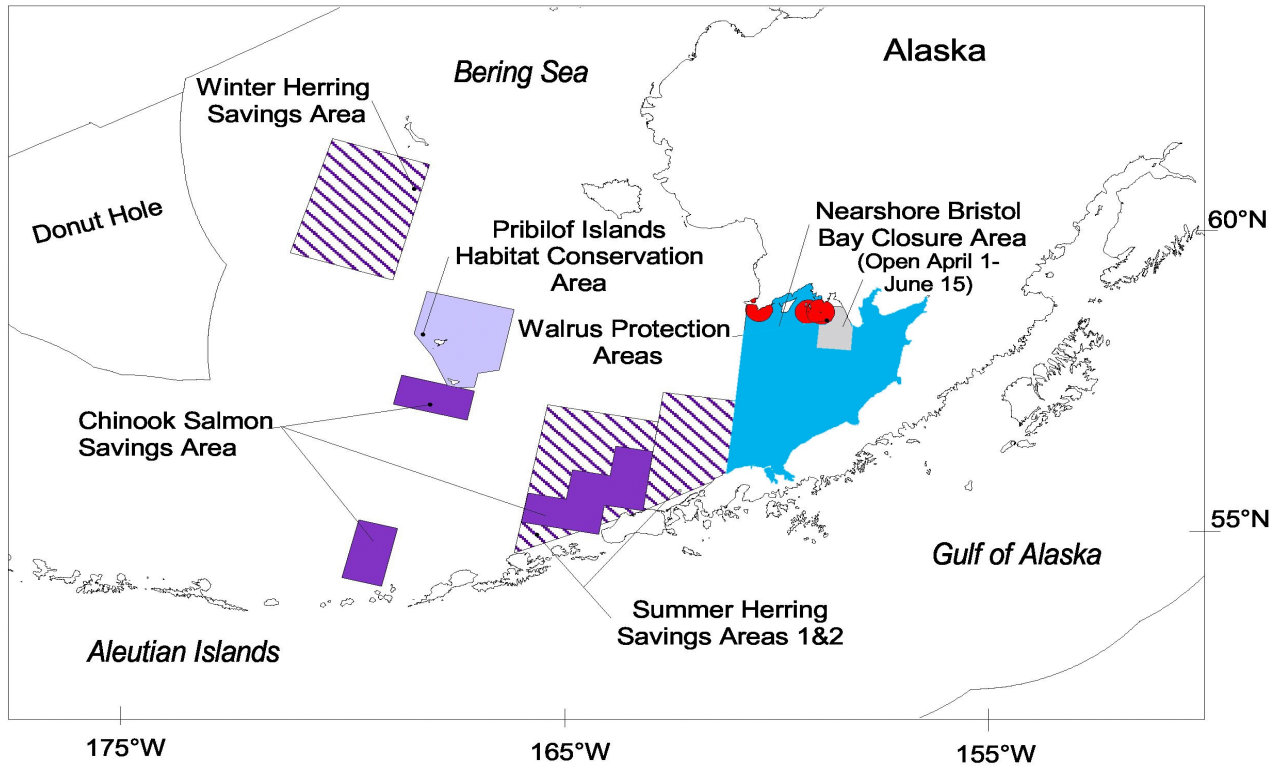 Alaska
Bering Sea
Winter Herring
Savings Area
Donut Hole
Nearshore Bristol
Bay Closure Area
(Open April 1-
June 15)
60°N
Pribilof Islands
Habitat Conservation
Area
Walrus Protection
Areas
Chinook Salmon
Savings Area
55°N
Gulf of Alaska
Summer Herring
Savings Areas 1&2
Aleutian Islands
175°W
165°W
155°W